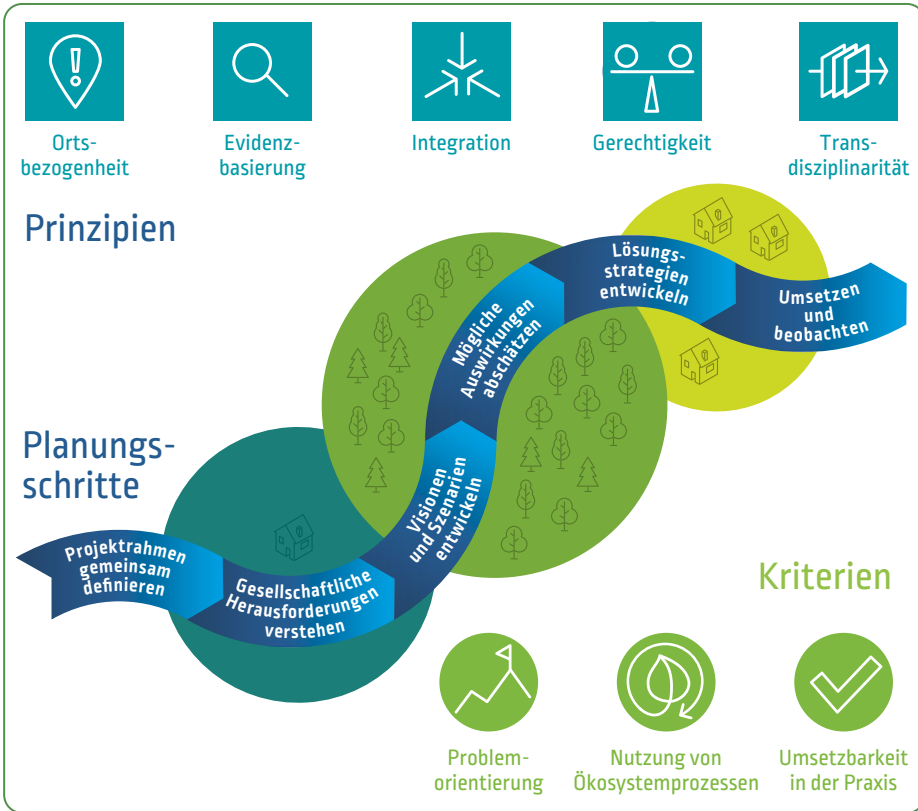 Orts-
bezogenheit
Evidenz-
basierung
Integration
Gerechtigkeit
Trans-
disziplinarität
Prinzipien
Planungs-
schritte
Projektrahmen
gemeinsam
definieren
Gesellschaftliche
Herausforderungen
verstehen
Visionen
und Szenarien
entwickeln
Mögliche
Auswirkungen
abschätzen
Lösungs-
strategien
entwickeln
Umsetzen
und
beobachten
Kriterien
Problem-
orientierung
Nutzung von
Ökosystemprozessen
Umsetzbarkeit
in der Praxis